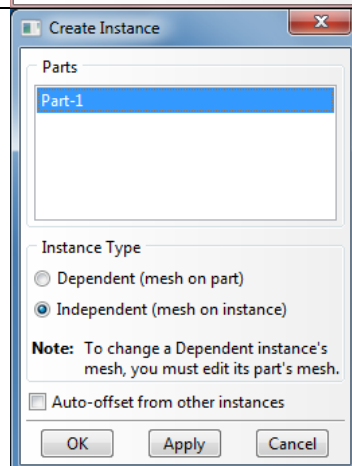 Create Instance
Parts
Part-1
Instance Type
Dependent (mesh on part)
Independent (mesh on instance)
Note: To change a Dependent instance's
mesh, you must edit its part's mesh.
Auto-offset from other instances
OK Apply Cancel